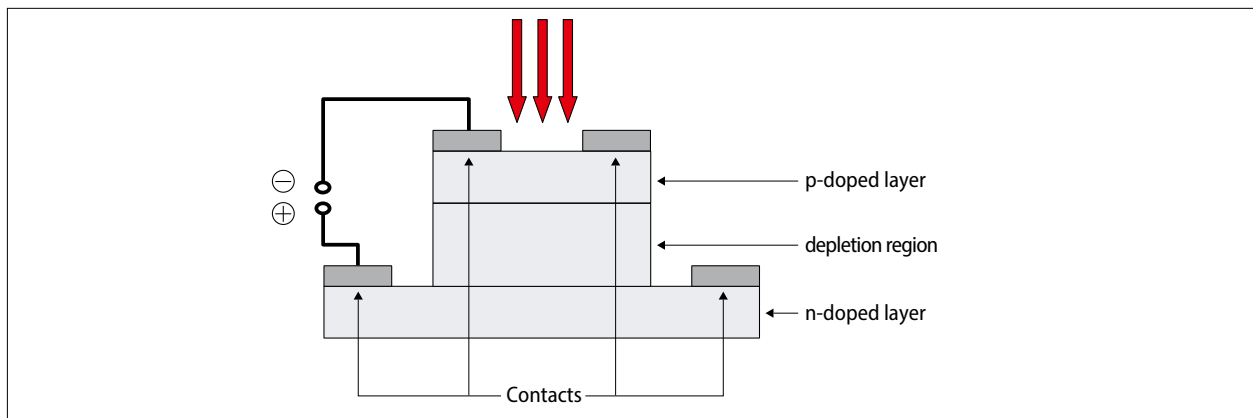 ⊖
⊕
p-doped layer
depletion region
n-doped layer
Contacts